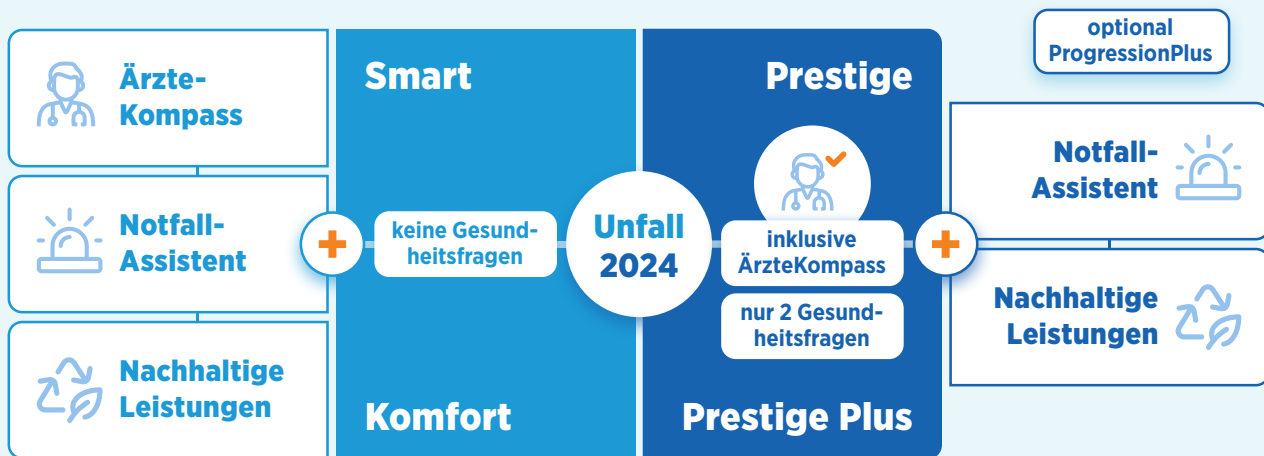 Ärzte-
Kompass
Notfall-
Assistent
Nachhaltige
Leistungen
Smart
keine Gesund-
heitsfragen
Komfort
Unfall
2024
Prestige
inklusive
ÄrzteKompass
nur 2 Gesund-
heitsfragen
Prestige Plus
optional
ProgressionPlus
Notfall-
Assistent
Nachhaltige
Leistungen